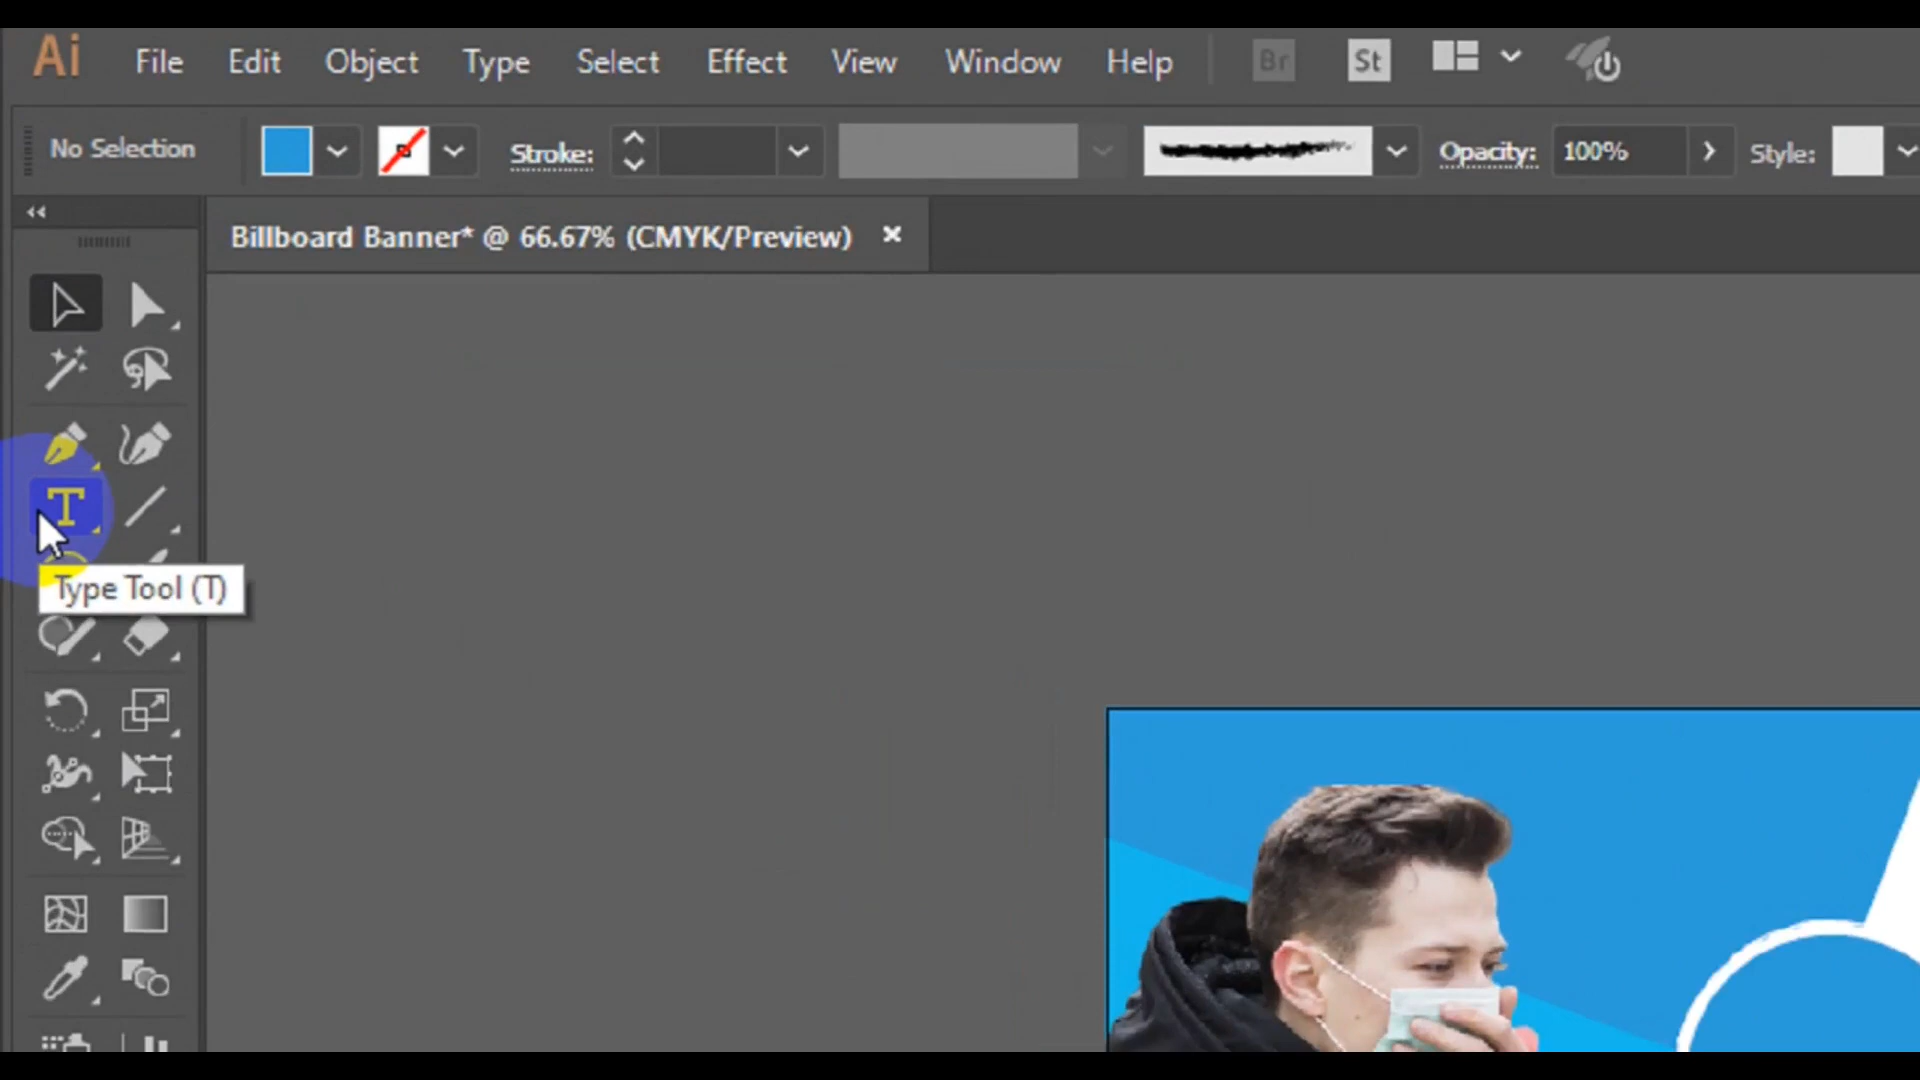 Ai File Edit Object Type Select Effect View Window Help Br St
No Selection Stroke: Opacity: 100% Style:
Billboard Banner* @ 66.67% (CMYK/Preview)
T
Type Tool (T)